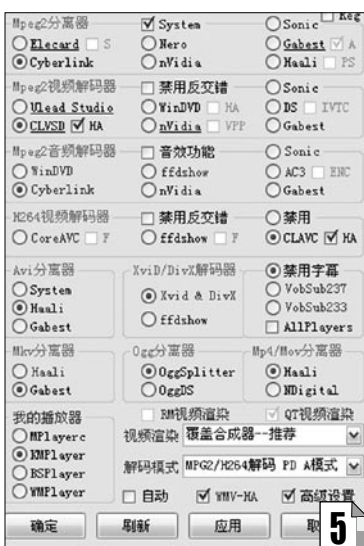 Reg
Mpeg2分离器 System Sonic
Elecard S Nero Gabest A
Cyberlink nVidia Haali PS
Mpeg2视频解码器 禁用反交错 Sonic
Ulead Studio WinDVD HA DS IVTC
CLVSD HA nVidia VPP Gabest
Mpeg2音频解码器 音效功能 Sonic
WinDVD ffdshow AC3 ENC
Cyberlink nVidia Gabest
H264视频解码器 禁用反交错 禁用
CoreAVC F ffdshow F CLAVC HA
Avi分离器 XviD/DivX解码器 禁用字幕
System VobSub237
Haali Xvid & DivX VobSub233
Gabest ffdshow AllPlayers
Mkv分离器 Ogg分离器 Mp4/Mov分离器
Haali OggSplitter Haali
Gabest OggDS NDigital
我的播放器 RM视频渲染 QT视频渲染
MPlayerc 视频渲染 覆盖合成器--推荐
KMPlayer
BSPlayer 解码模式 MPG2/H264解码 PD A模式
WMPlayer 自动 WMV-HA 高级设置
确定 刷新 应用 取
5